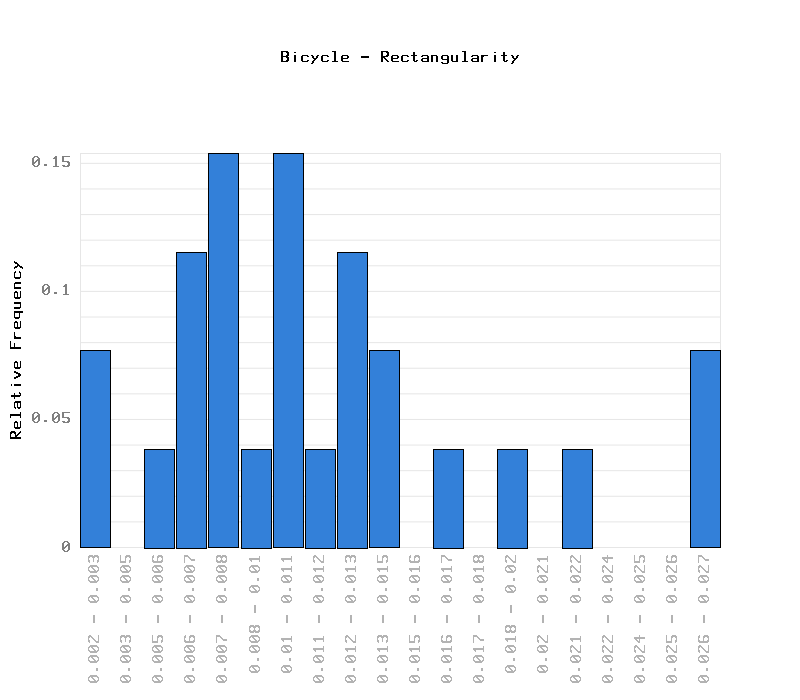 Bicycle - Rectangularity
0.15
0.1
0.05
0
Relative Frequency
0.002 - 0.003
0.003 - 0.005
0.005 - 0.006
0.006 - 0.007
0.007 - 0.008
0.008 - 0.01
0.01 - 0.011
0.011 - 0.012
0.012 - 0.013
0.013 - 0.015
0.015 - 0.016
0.016 - 0.017
0.017 - 0.018
0.018 - 0.02
0.02 - 0.021
0.021 - 0.022
0.022 - 0.024
0.024 - 0.025
0.025 - 0.026
0.026 - 0.027